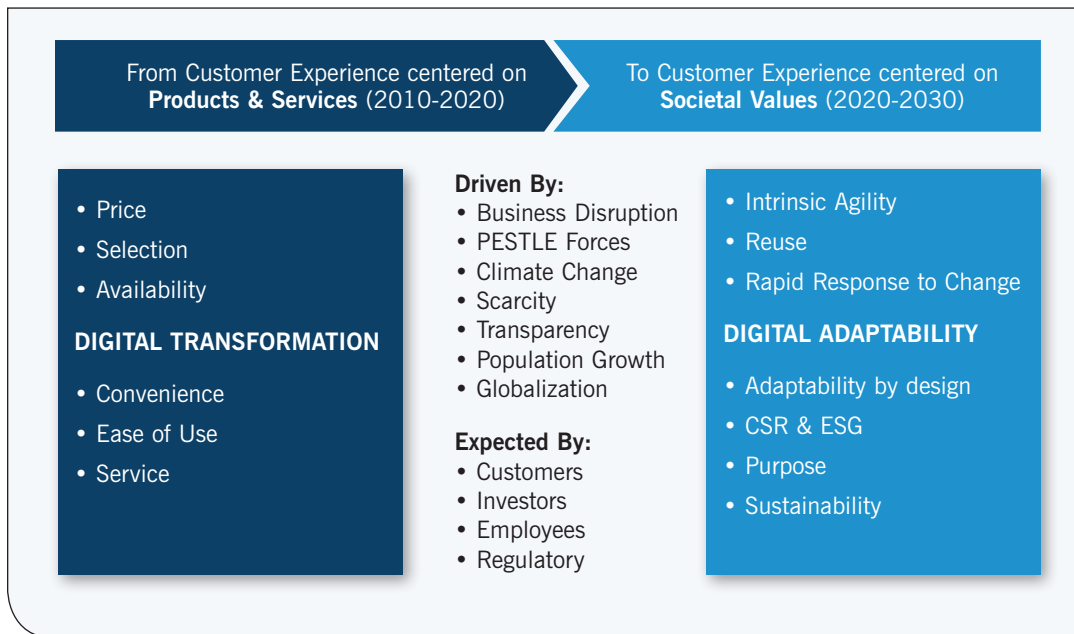 From Customer Experience centered on
Products & Services (2010-2020)
To Customer Experience centered on
Societal Values (2020-2030)
• Price
• Selection
• Availability
DIGITAL TRANSFORMATION
• Convenience
• Ease of Use
• Service
Driven By:
• Business Disruption
• PESTLE Forces
• Climate Change
• Scarcity
• Transparency
• Population Growth
• Globalization
Expected By:
• Customers
• Investors
• Employees
• Regulatory
• Intrinsic Agility
• Reuse
• Rapid Response to Change
DIGITAL ADAPTABILITY
• Adaptability by design
• CSR & ESG
• Purpose
• Sustainability